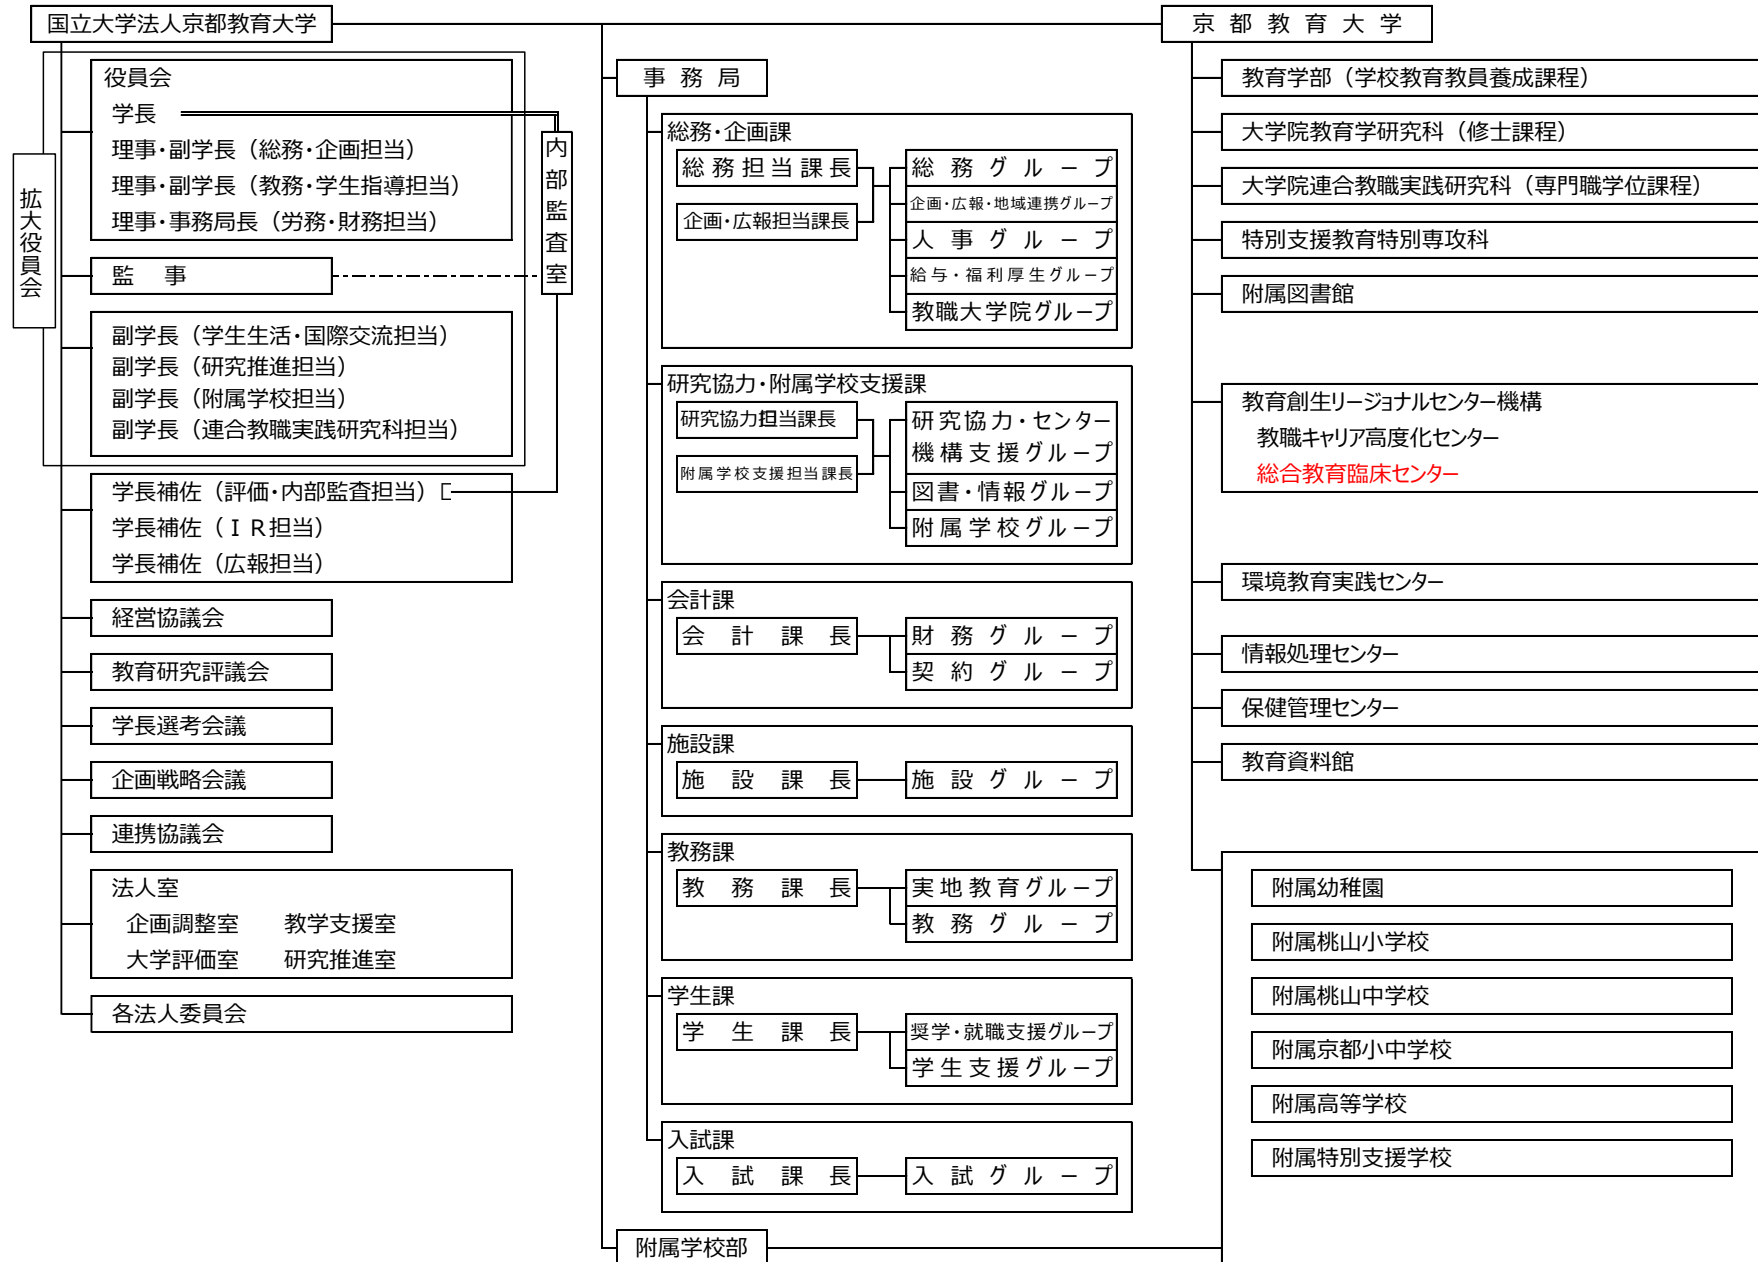 国立大学法人京都教育大学
拡大役員会
役員会
学長
理事・副学長（総務・企画担当）
理事・副学長（教務・学生指導担当）
理事・事務局長（労務・財務担当）
監　事
内部監査室
副学長（学生生活・国際交流担当）
副学長（研究推進担当）
副学長（附属学校担当）
副学長（連合教職実践研究科担当）
学長補佐（評価・内部監査担当）
学長補佐（ＩＲ担当）
学長補佐（広報担当）
経営協議会
教育研究評議会
学長選考会議
企画戦略会議
連携協議会
法人室
企画調整室　教学支援室
大学評価室　研究推進室
各法人委員会
事務局
総務・企画課
総務担当課長
企画・広報担当課長
総務グループ
企画・広報・地域連携グループ
人事グループ
給与・福利厚生グループ
教職大学院グループ
研究協力・附属学校支援課
研究協力担当課長
附属学校支援担当課長
研究協力・センター
機構支援グループ
図書・情報グループ
附属学校グループ
会計課
会計課長
財務グループ
契約グループ
施設課
施設課長
施設グループ
教務課
教務課長
実地教育グループ
教務グループ
学生課
学生課長
奨学・就職支援グループ
学生支援グループ
入試課
入試課長
入試グループ
附属学校部
京都教育大学
教育学部（学校教育教員養成課程）
大学院教育学研究科（修士課程）
大学院連合教職実践研究科（専門職学位課程）
特別支援教育特別専攻科
附属図書館
教育創生リージョナルセンター機構
教職キャリア高度化センター
総合教育臨床センター
環境教育実践センター
情報処理センター
保健管理センター
教育資料館
附属幼稚園
附属桃山小学校
附属桃山中学校
附属京都小中学校
附属高等学校
附属特別支援学校